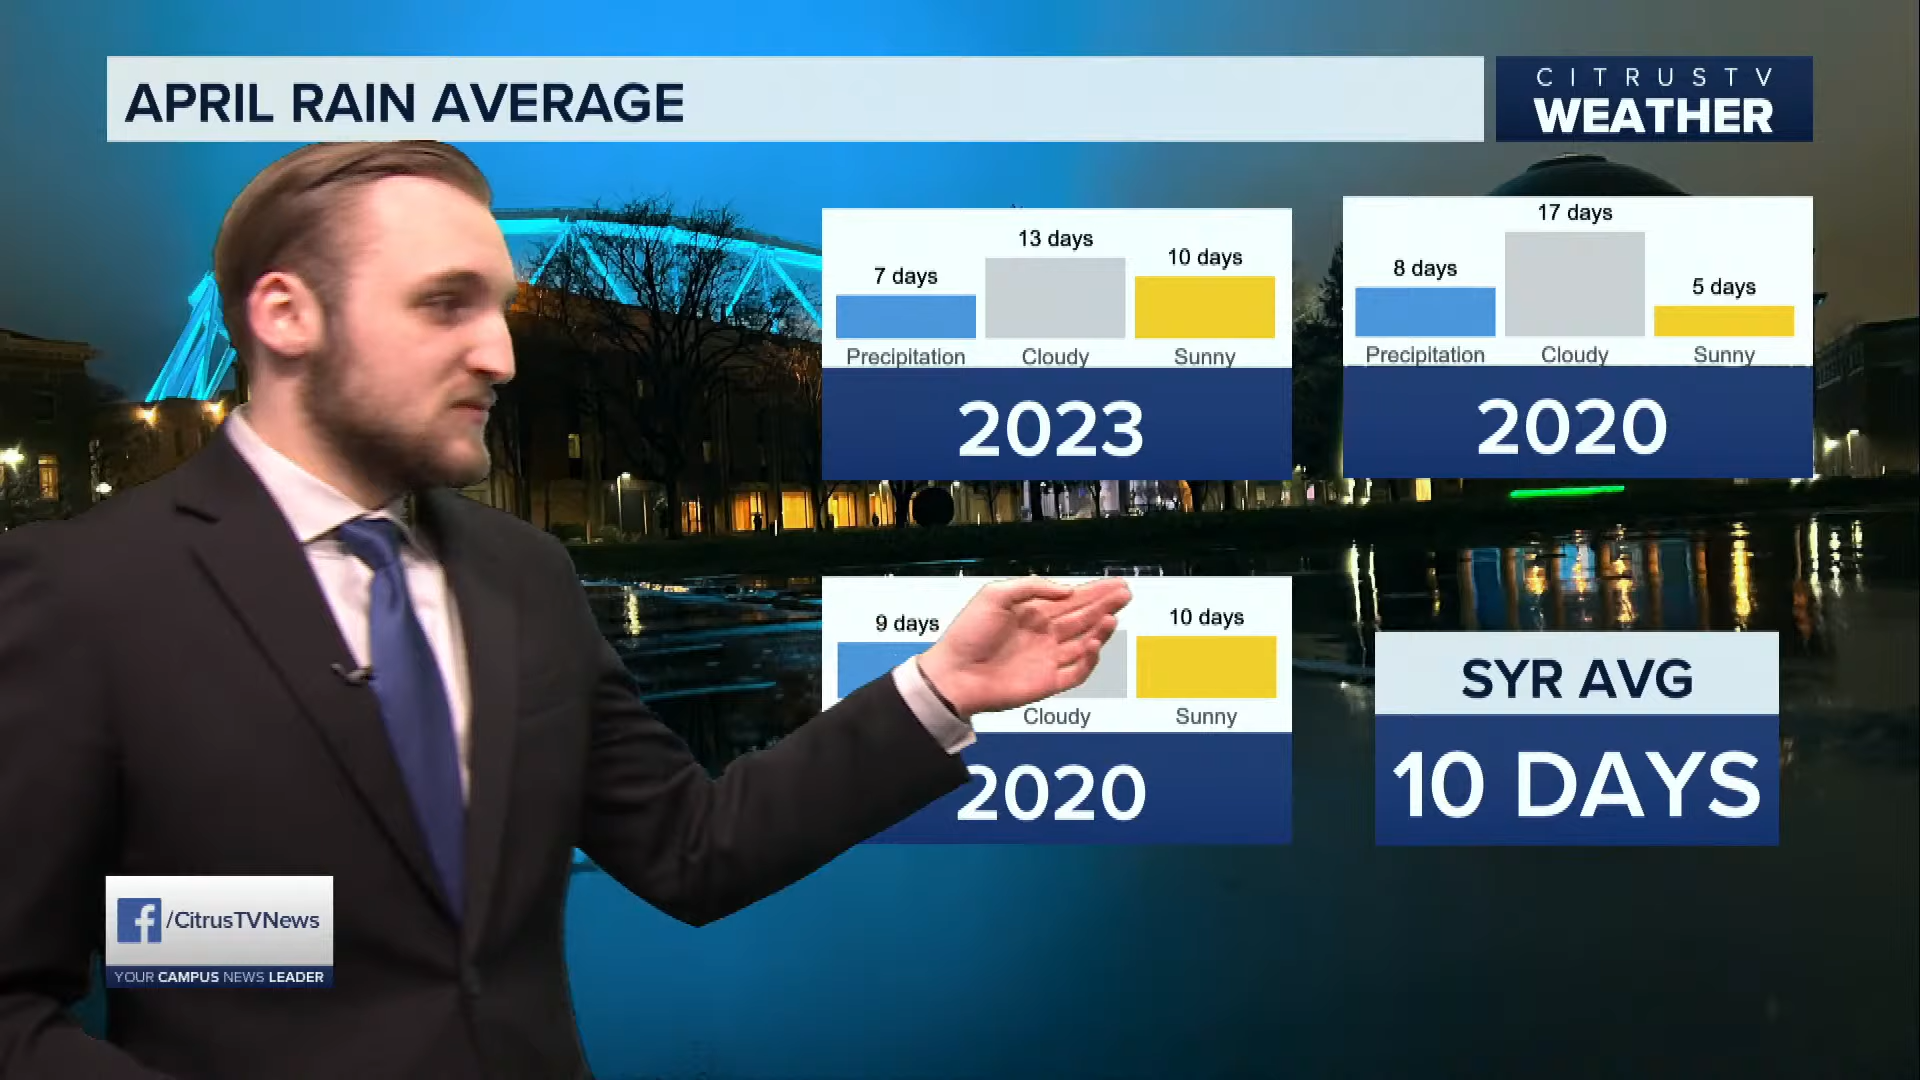 APRIL RAIN AVERAGE
CITRUSTV
WEATHER
7 days
13 days
10 days
Precipitation
Cloudy
Sunny
2023
8 days
17 days
5 days
Precipitation
Cloudy
Sunny
2020
9 days
10 days
Cloudy
Sunny
2020
SYR AVG
10 DAYS
/CitrusTVNews
YOUR CAMPUS NEWS LEADER